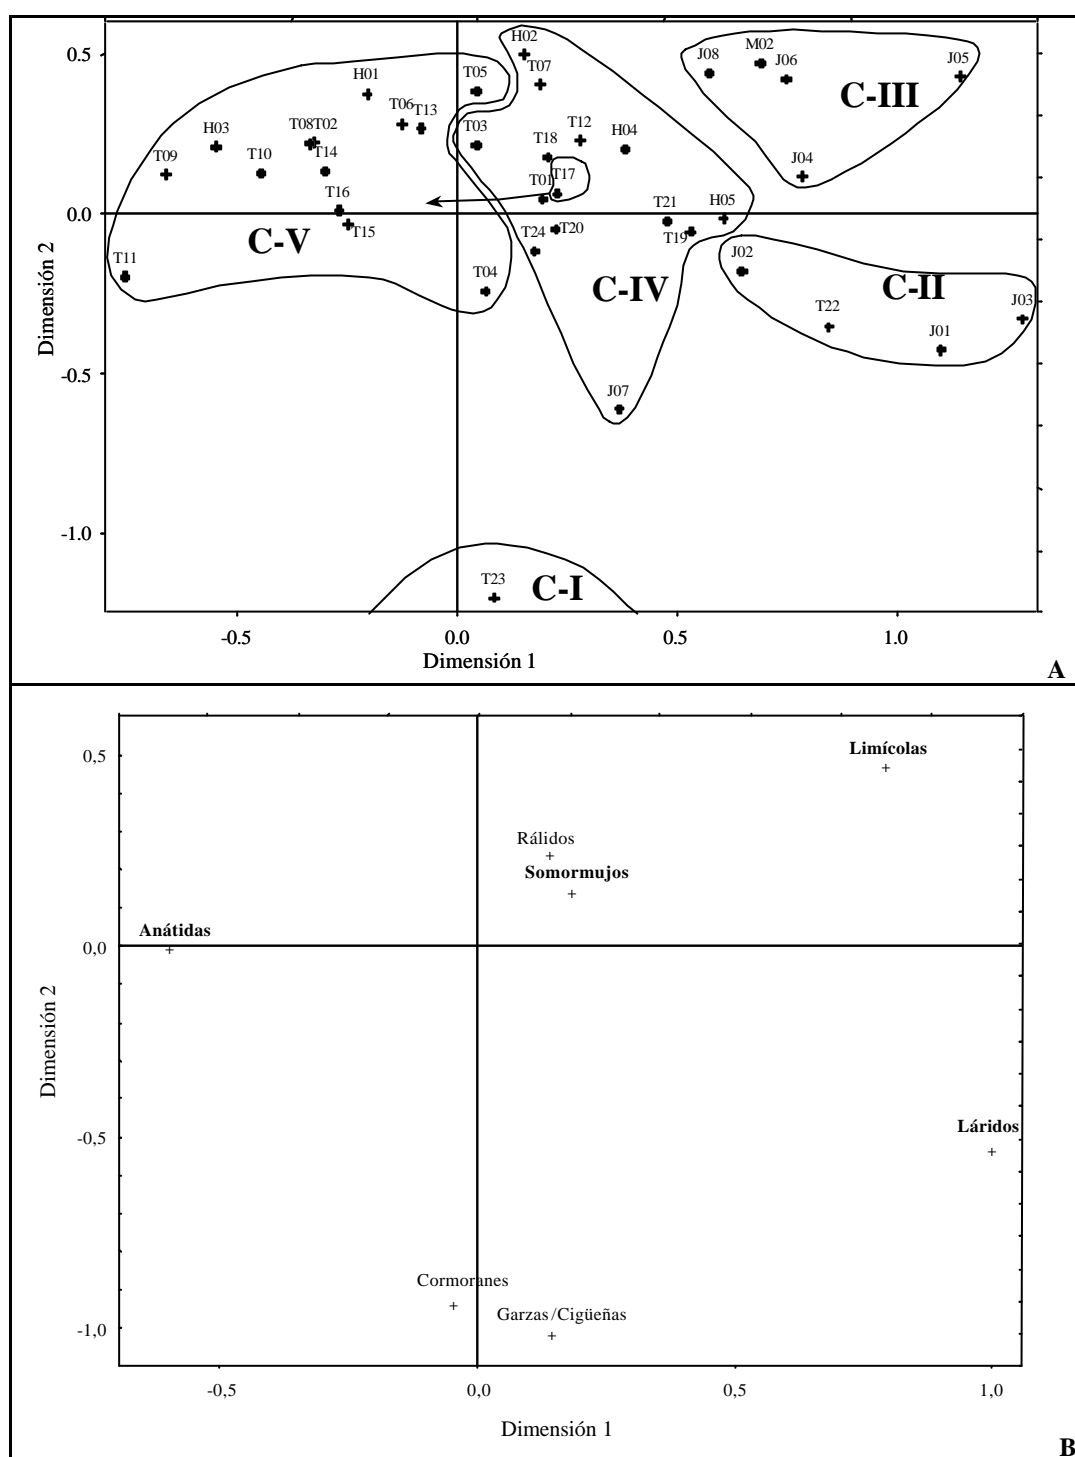 0.5
H02
J08
M02
J06
J05
T07
H01
T05
C-III
T06
T13
H03
T08
T02
T03
T12
H04
T18
T09
T10
T14
T17
J04
T01
T16
0.0
T21
H05
T15
T24
T20
T19
C-V
J02
T11
T04
C-IV
C-II
T22
J03
J01
Dimensión 2
-0.5
J07
-1.0
T23
C-I
-0.5
0.0
0.5
1.0
Dimensión 1
A
Limícolas
0,5
Rálidos
Somormujos
Anátidas
0,0
Dimensión 2
-0,5
Láridos
Cormoranes
Garzas/Cigüeñas
-1,0
-0,5
0,0
0,5
1,0
Dimensión 1
B